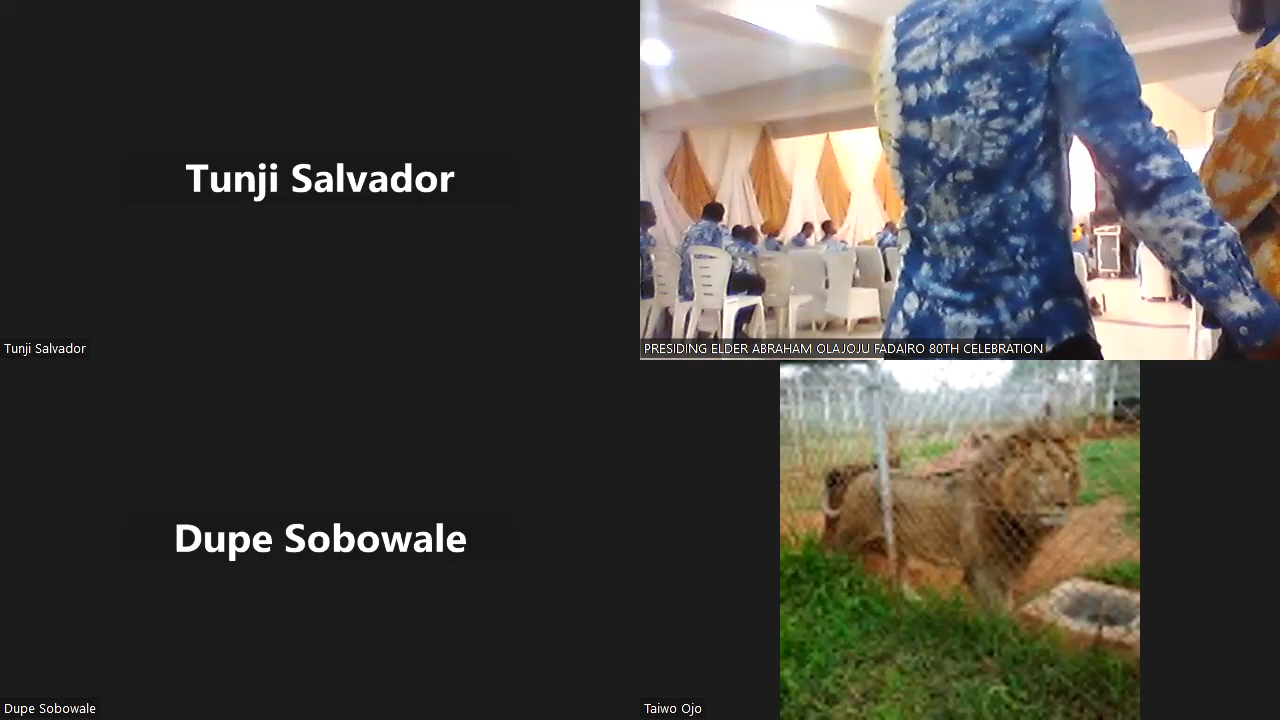 Tunji Salvador
Tunji Salvador
PRESIDING ELDER ABRAHAM OLAJOJU FADAIRO 80TH CELEBRATION
Dupe Sobowale
Dupe Sobowale
Taiwo Ojo